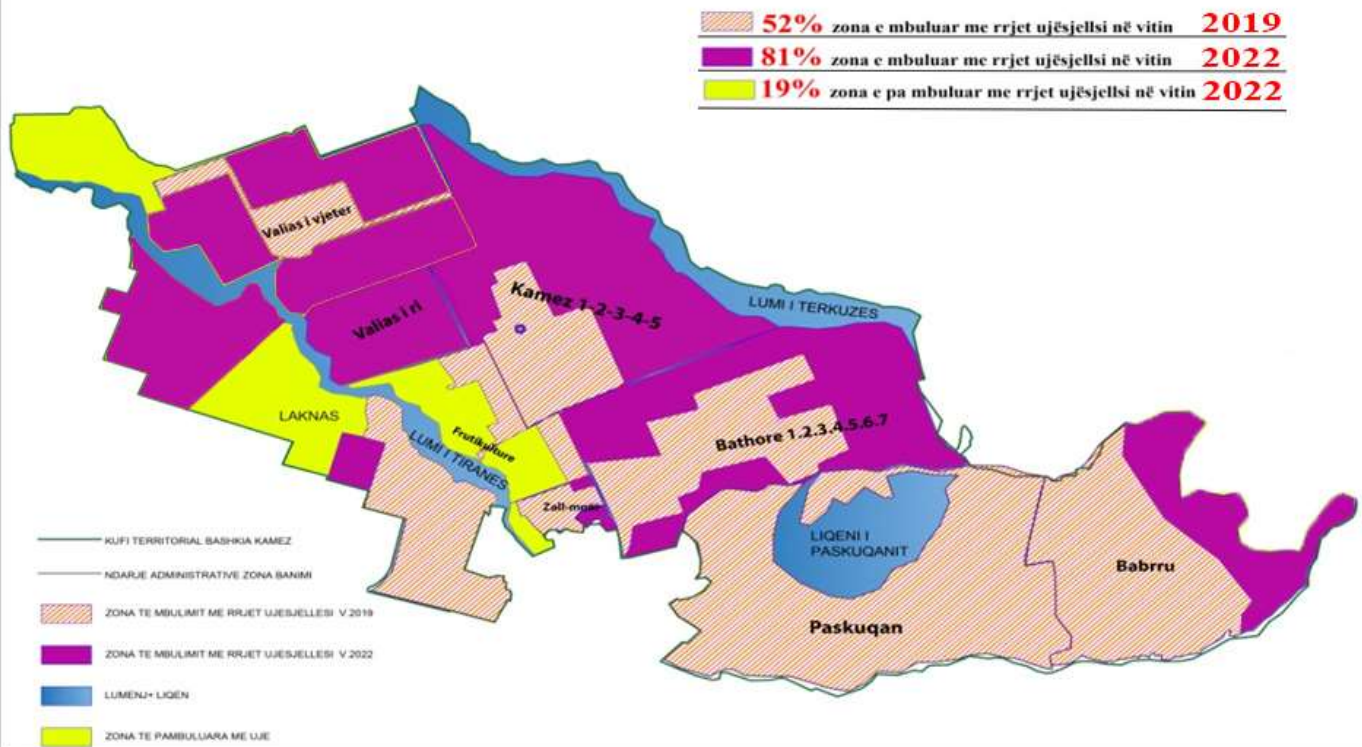 52% zona e mbuluar me rrjet ujësjellsi në vitin 2019
81% zona e mbuluar me rrjet ujësjellsi në vitin 2022
19% zona e pa mbuluar me rrjet ujësjellsi në vitin 2022
Valias i vjeter
Kamez 1-2-3-4-5
LUMI I TERKUZES
Valias i ri
LAKNAS
Frutikulture
LUMI I TIRANES
Bathore 1.2.3.4.5.6.7
Zall-mner
LIQENI I
PASKUQANIT
Babrru
Paskuqan
KUFI TERRITORIAL BASHKIA KAMEZ
NDARJE ADMINISTRATIVE ZONA BANIMI
ZONA TE MBULIMIT ME RRJET UJESJELLESI V.2019
ZONA TE MBULIMIT ME RRJET UJESJELLESI V.2022
LUMENJ+ LIQEN
ZONA TE PAMBULUARA ME UJE